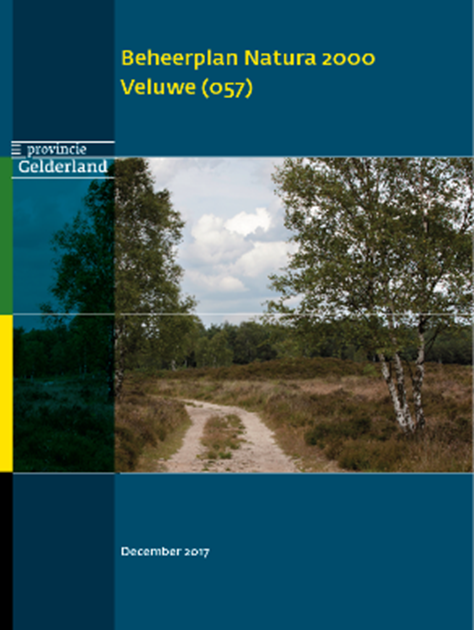 Beheerplan Natura 2000
Veluwe (057)
provincie
Gelderland
December 2017